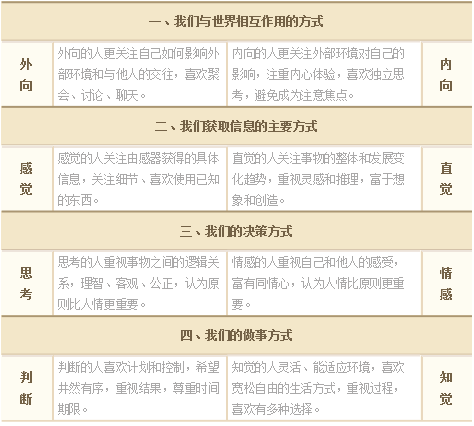 一、我们与世界相互作用的方式
外向
外向的人更关注自己如何影响外
部环境和与他人的交往，喜欢聚
会、讨论、聊天。
内向的人更关注外部环境对自己的
影响，注重内心体验，喜欢独立思
考，避免成为注意焦点。
内向
二、我们获取信息的主要方式
感觉
感觉的人关注由感器获得的具体
信息，关注细节、喜欢使用已知
的东西。
直觉的人关注事物的整体和发展变
化趋势，重视灵感和推理，富于想
象和创造。
直觉
三、我们的决策方式
思考
思考的人重视事物之间的逻辑关
系，理智、客观、公正，认为原
则比人情更重要。
情感的人重视自己和他人的感受，
富有同情心，认为人情比原则更重
要。
情感
四、我们的做事方式
判断
判断的人喜欢计划和控制，希望
井然有序，重视结果，尊重时间
期限。
知觉的人灵活、能适应环境，喜欢
宽松自由的生活方式，重视过程，
喜欢有多种选择。
知觉